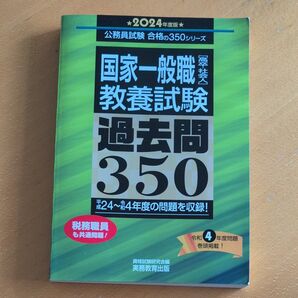 ★2024年度版★
公務員試験 合格の350シリーズ
国家一般職[高卒]
教養試験
過去問
350
平成24〜令和4年度の問題を収録!
税務職員
も共通問題!
令和4年度問題
巻頭掲載!
資格試験研究会編
実務教育出版